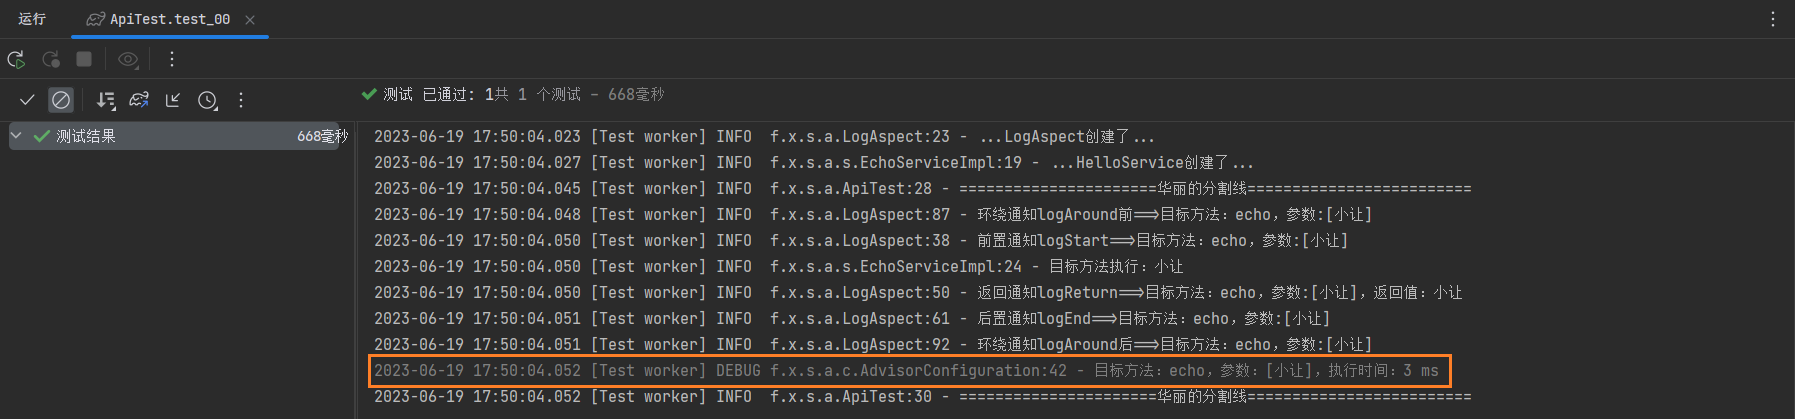 运行 ApiTest.test_00
测试 已通过: 1共 1 个测试 – 668毫秒
测试结果 668毫秒
2023-06-19 17:50:04.023 [Test worker] INFO  f.x.s.a.LogAspect:23 - ...LogAspect创建了...
2023-06-19 17:50:04.027 [Test worker] INFO  f.x.s.a.s.EchoServiceImpl:19 - ...HelloService创建了...
2023-06-19 17:50:04.045 [Test worker] INFO  f.x.s.a.ApiTest:28 - ======================华丽的分割线=========================
2023-06-19 17:50:04.048 [Test worker] INFO  f.x.s.a.LogAspect:87 - 环绕通知logAround前==>目标方法：echo，参数:[小让]
2023-06-19 17:50:04.050 [Test worker] INFO  f.x.s.a.LogAspect:38 - 前置通知logStart==>目标方法：echo，参数:[小让]
2023-06-19 17:50:04.050 [Test worker] INFO  f.x.s.a.s.EchoServiceImpl:24 - 目标方法执行：小让
2023-06-19 17:50:04.050 [Test worker] INFO  f.x.s.a.LogAspect:50 - 返回通知logReturn==>目标方法：echo，参数:[小让]，返回值：小让
2023-06-19 17:50:04.051 [Test worker] INFO  f.x.s.a.LogAspect:61 - 后置通知logEnd==>目标方法：echo，参数:[小让]
2023-06-19 17:50:04.051 [Test worker] INFO  f.x.s.a.LogAspect:92 - 环绕通知logAround后==>目标方法：echo，参数:[小让]
2023-06-19 17:50:04.052 [Test worker] DEBUG f.x.s.a.c.AdvisorConfiguration:42 - 目标方法：echo，参数：[小让]，执行时间：3 ms
2023-06-19 17:50:04.052 [Test worker] INFO  f.x.s.a.ApiTest:30 - ======================华丽的分割线=========================